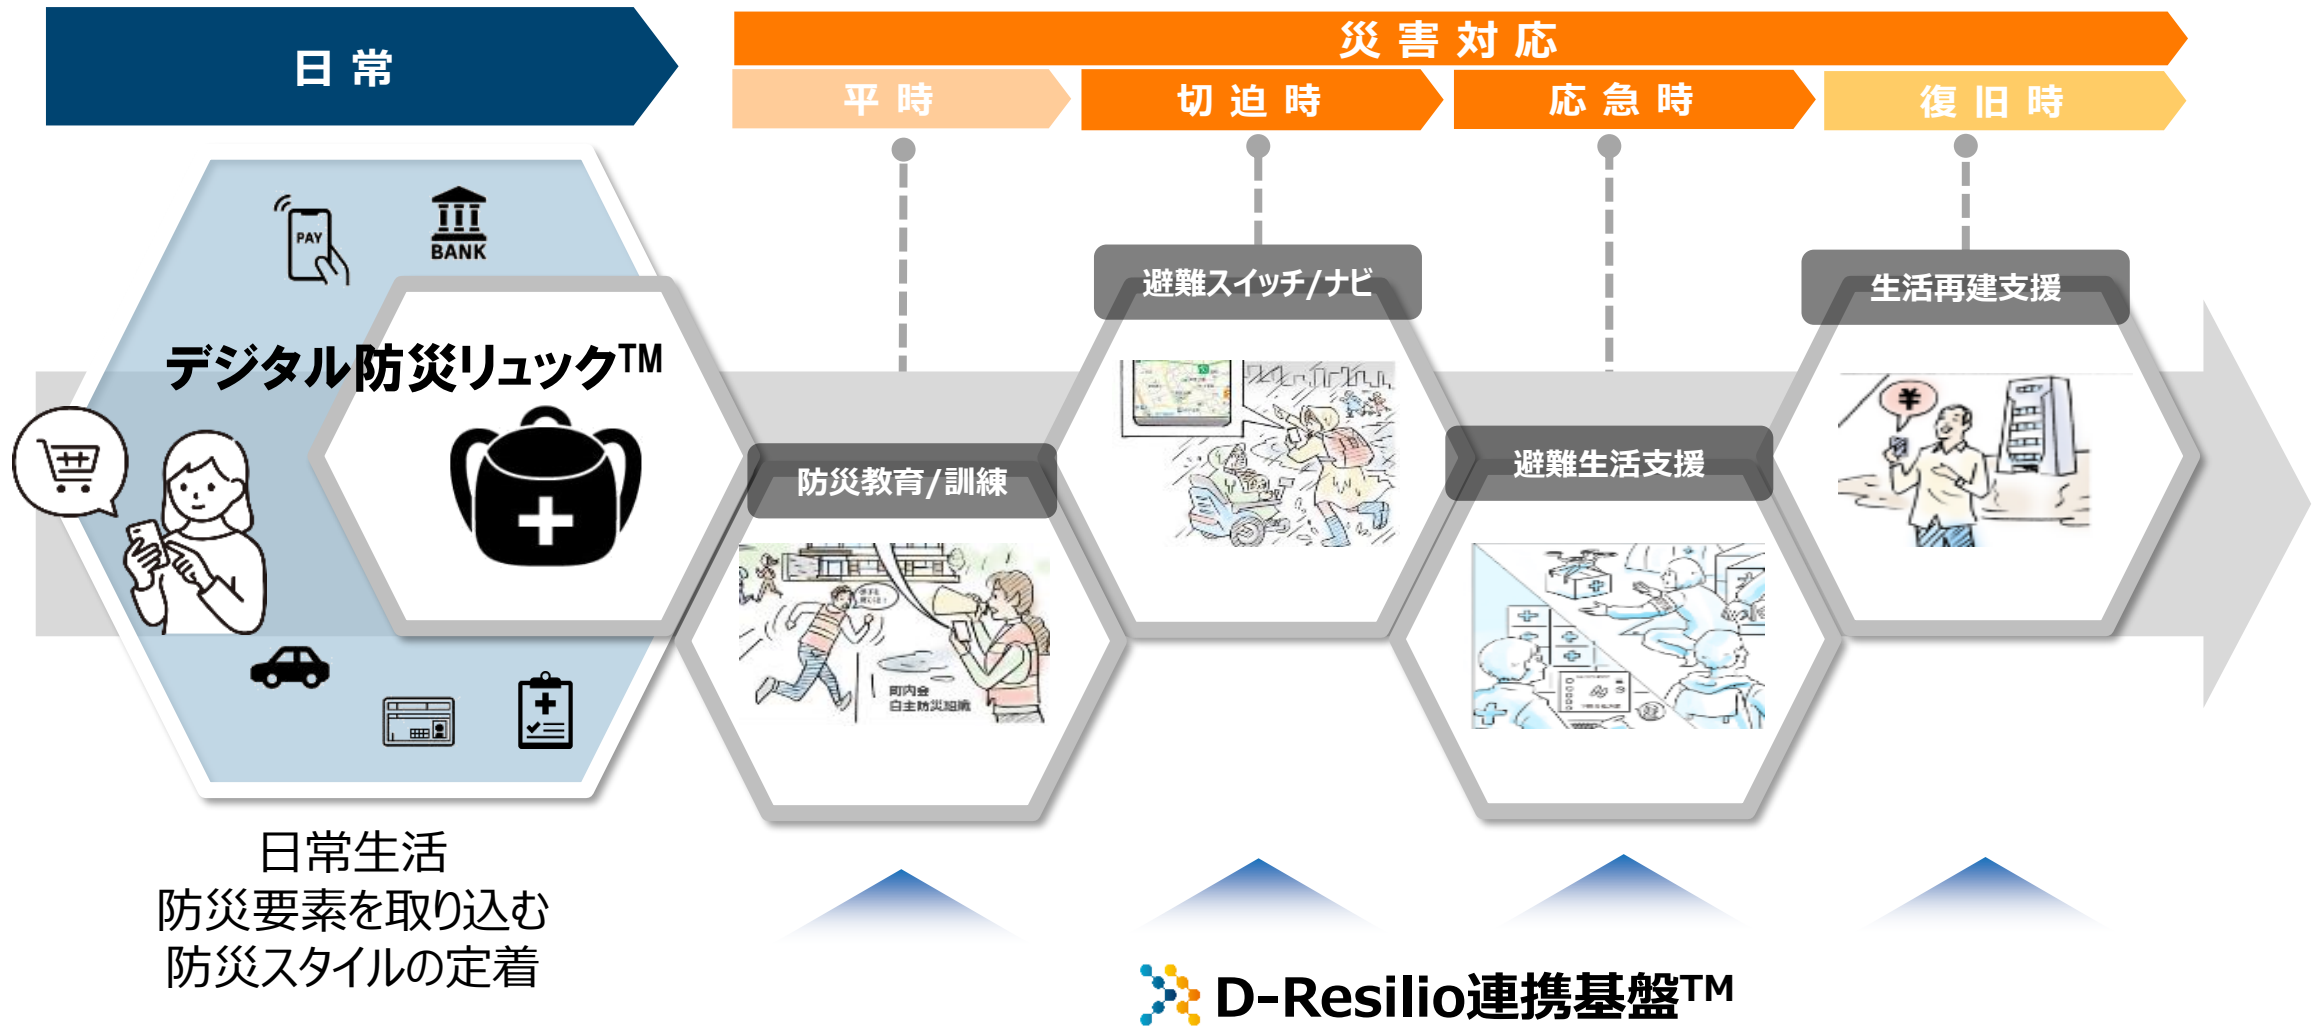 日常
災害対応
平時
切迫時
応急時
復旧時
PAY
BANK
デジタル防災リュック™
避難スイッチ/ナビ
生活再建支援
防災教育/訓練
避難生活支援
¥
町内会
自主防災組織
日常生活
防災要素を取り込む
防災スタイルの定着
D-Resilio連携基盤™